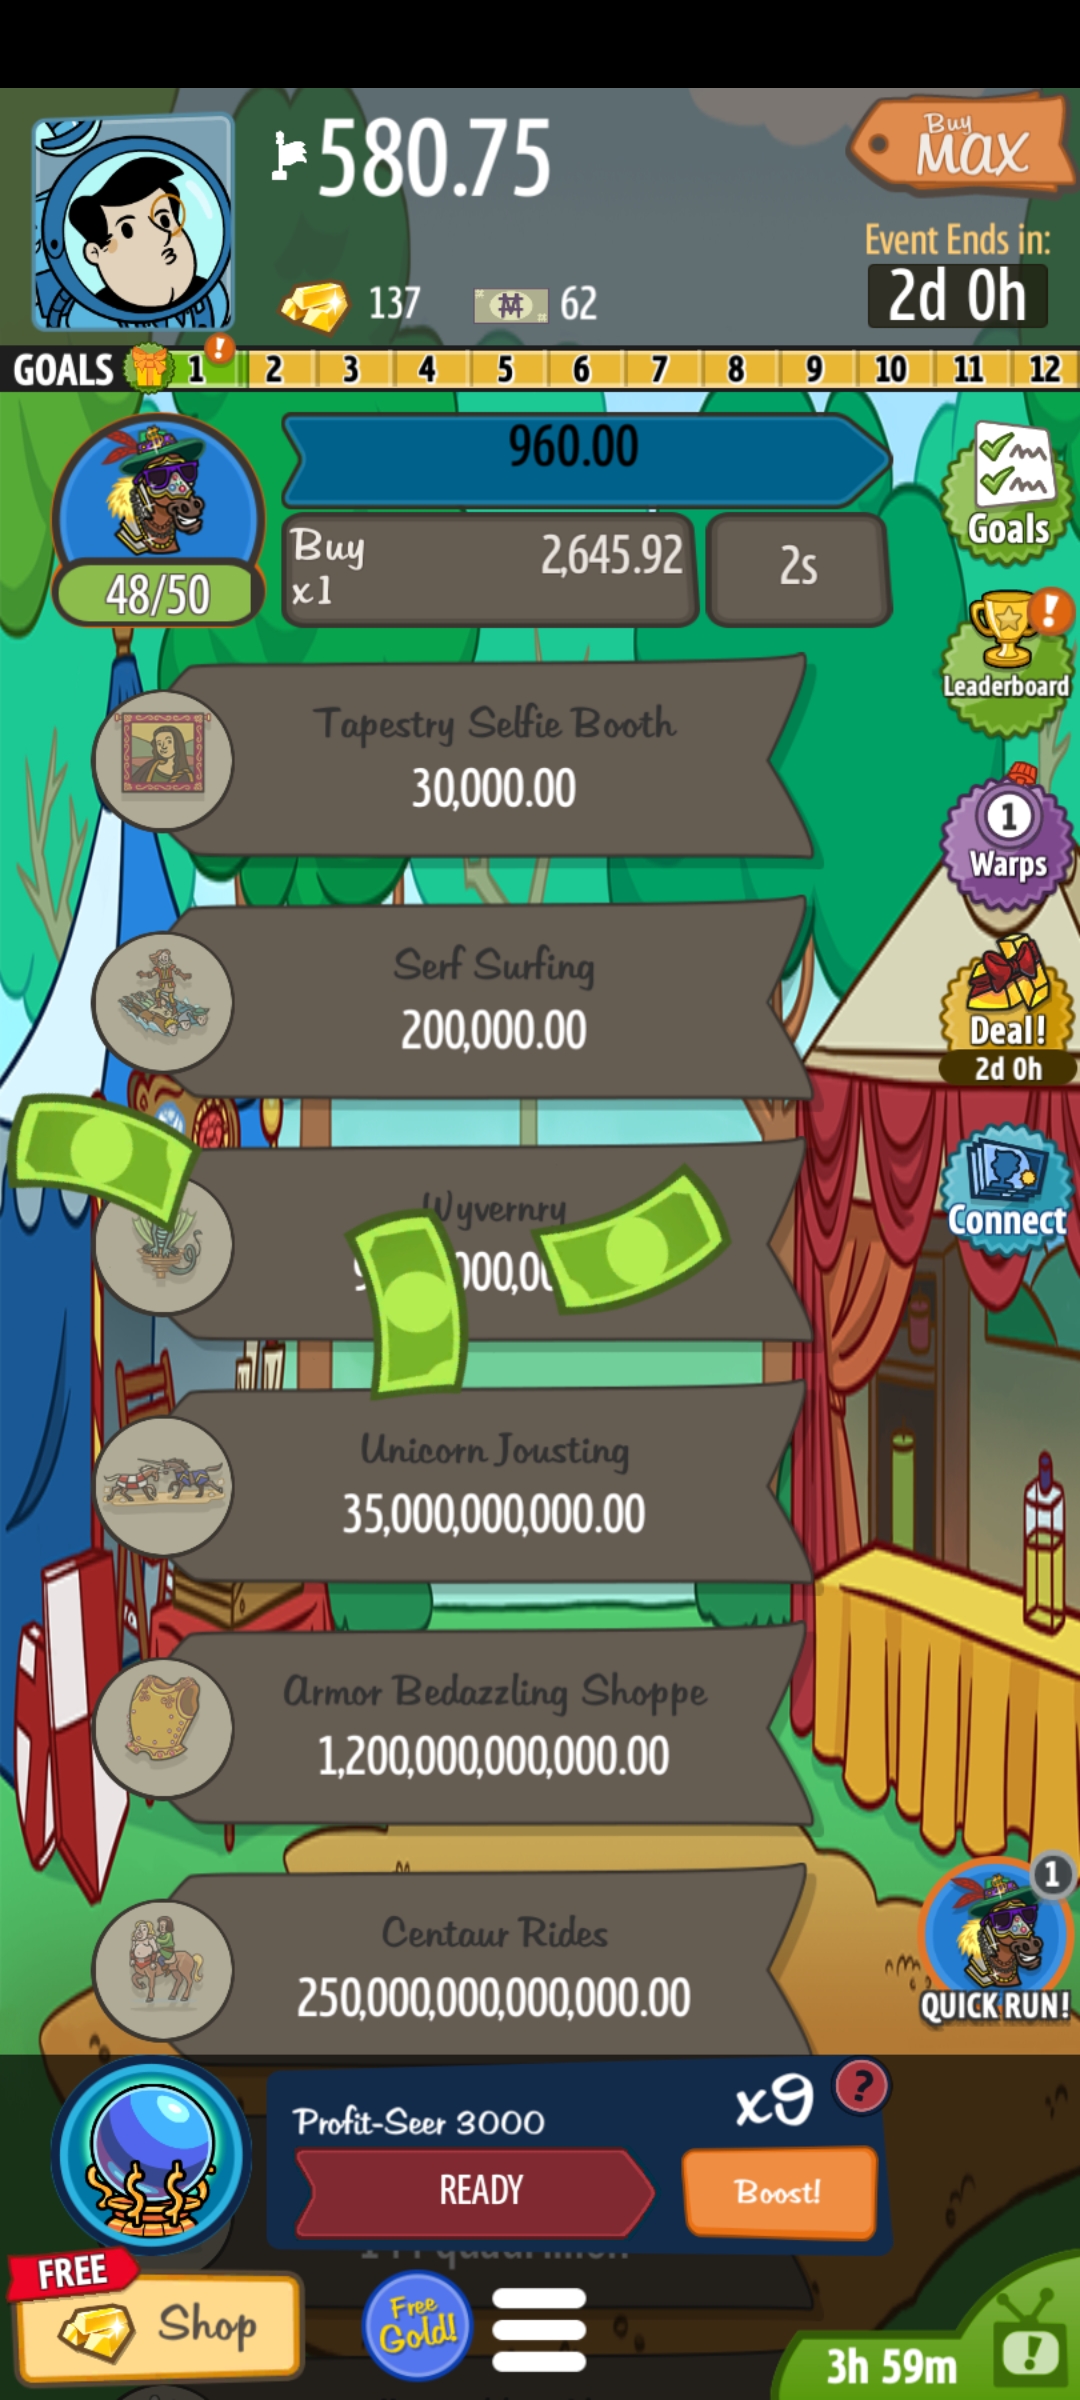 580.75
Buy
MAX
Event Ends in:
2d 0h
137
62
GOALS 1 ! 2 3 4 5 6 7 8 9 10 11 12
960.00
48/50
Buy
x1
2,645.92
2s
Goals
!
Leaderboard
Tapestry Selfie Booth
30,000.00
1
Warps
Serf Surfing
200,000.00
Deal!
2d 0h
Wyvernry
Connect
Unicorn Jousting
35,000,000,000.00
Armor Bedazzling Shoppe
1,200,000,000,000.00
Centaur Rides
250,000,000,000,000.00
1
QUICK RUN!
Profit-Seer 3000
x9
?
READY
Boost!
FREE
Shop
Free
Gold!
3h 59m
!